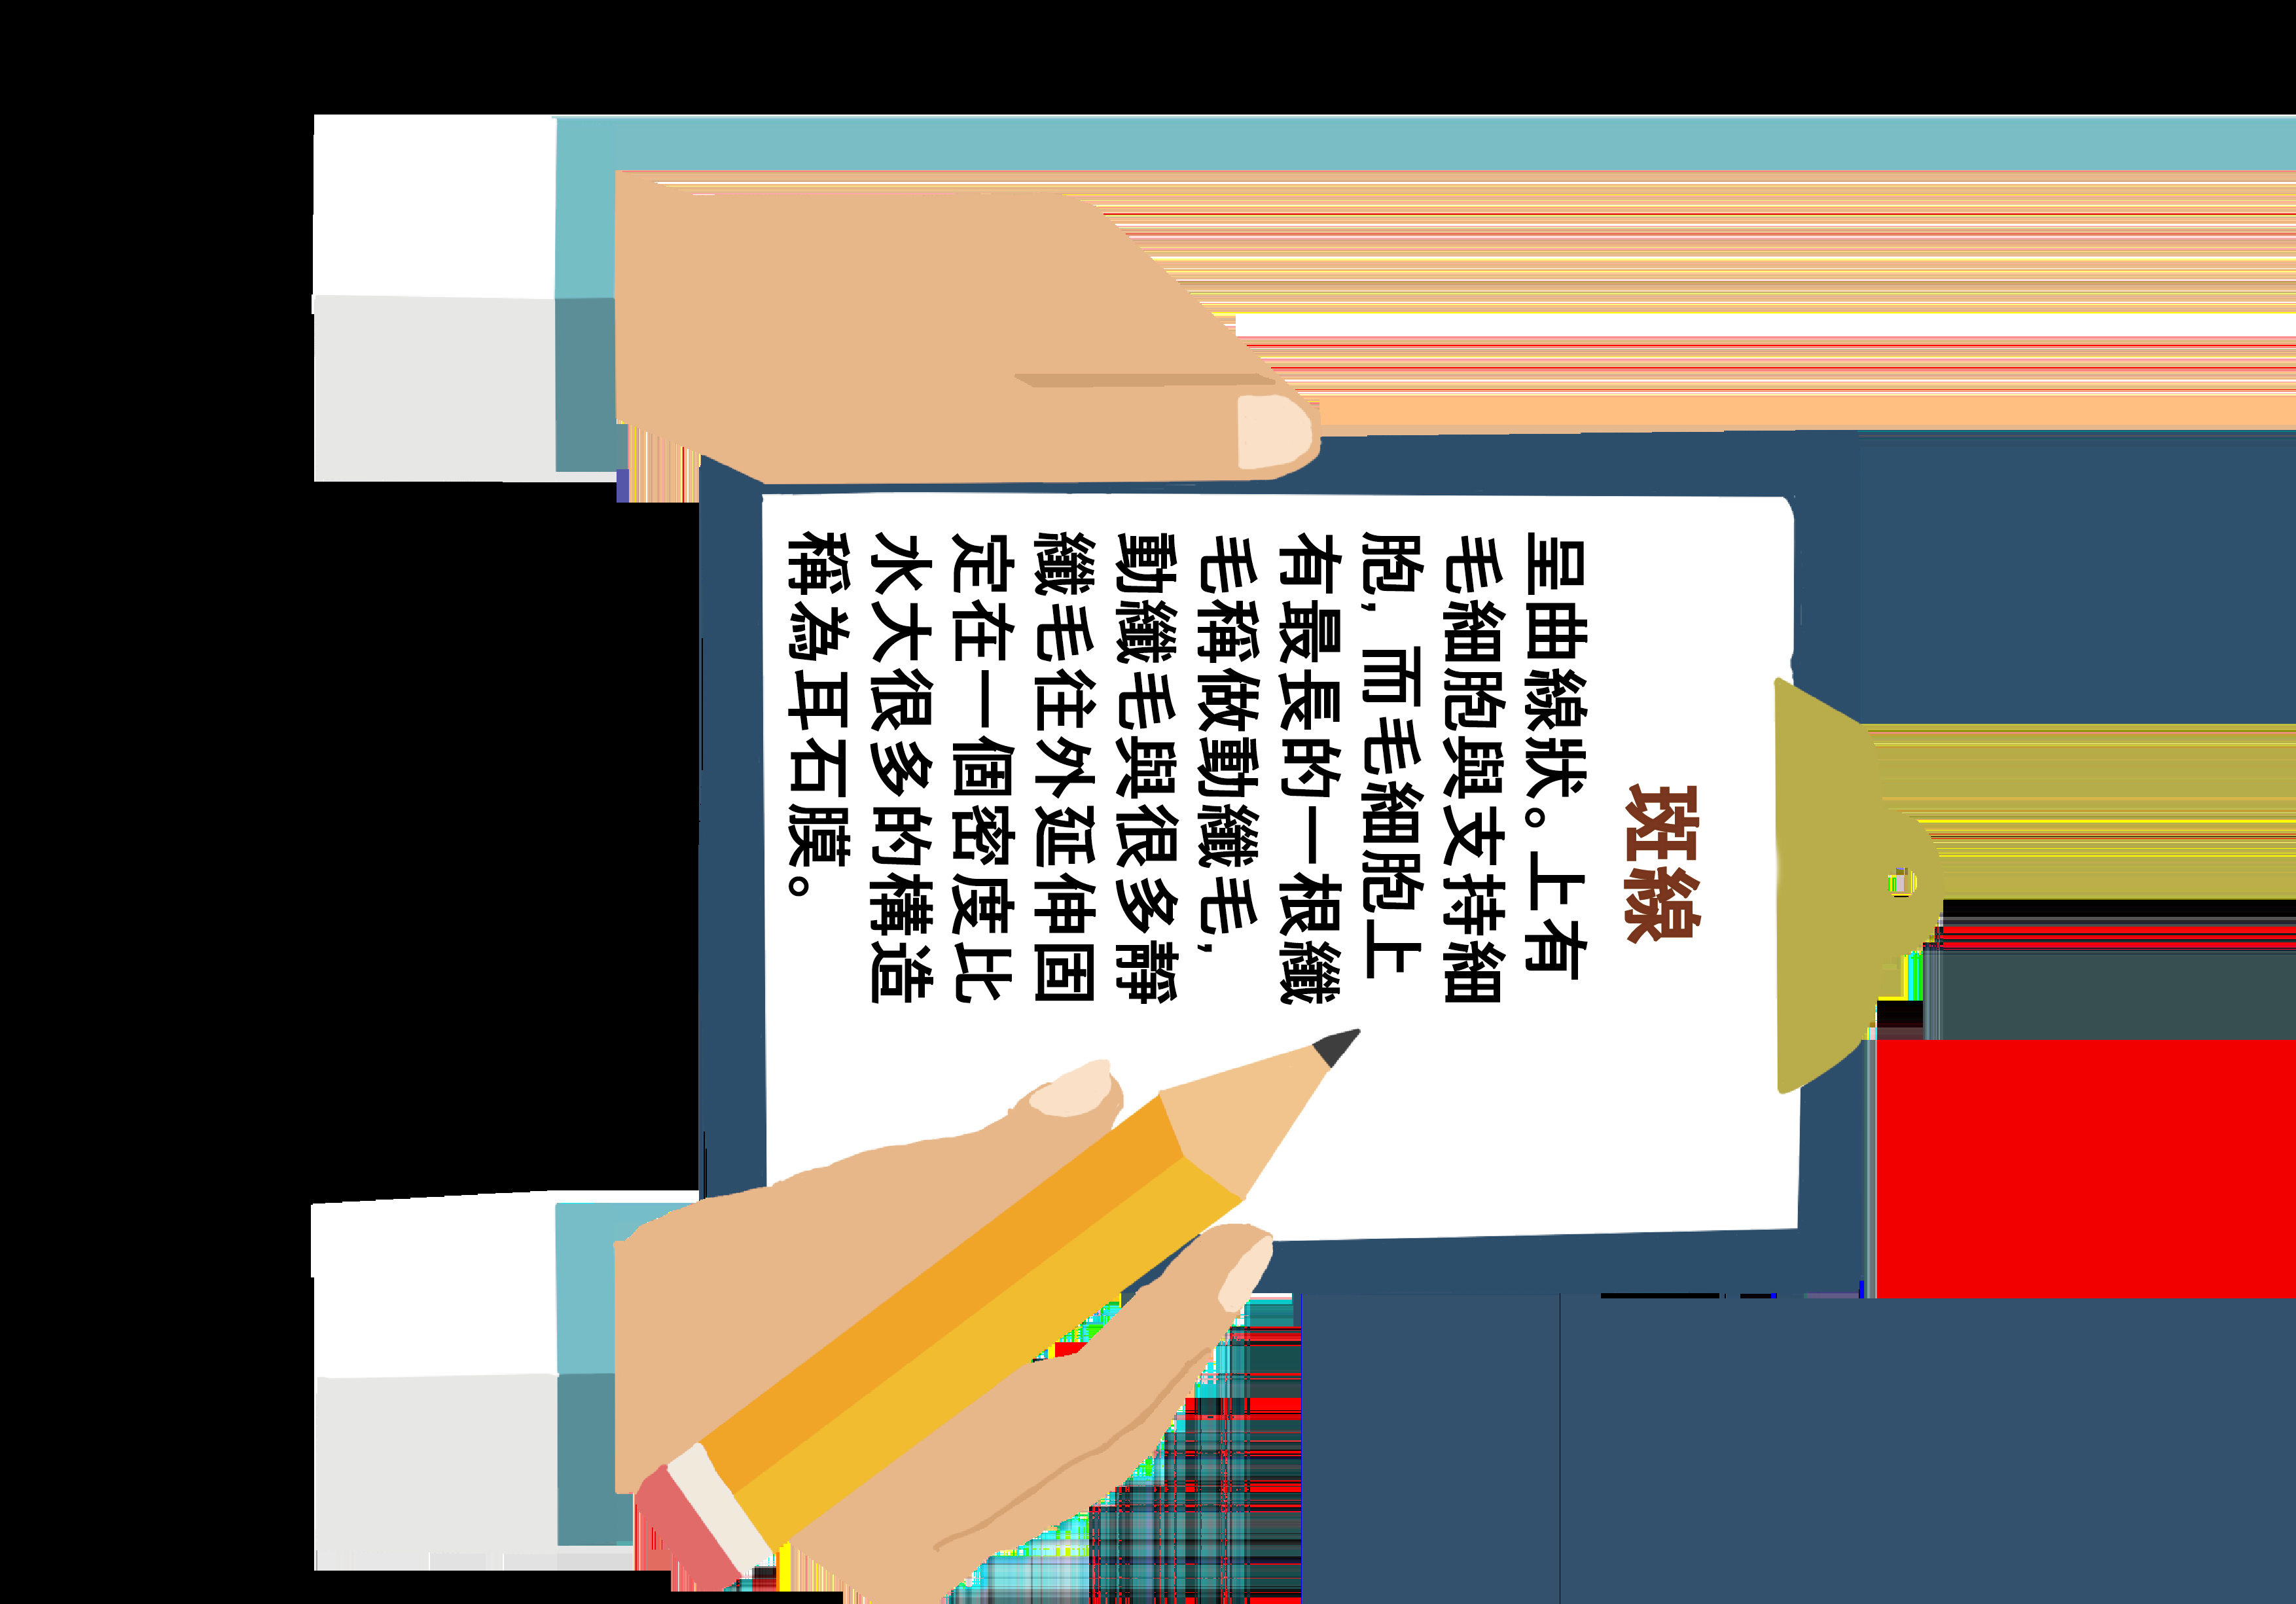 斑線
呈曲線狀。上有
毛細胞與支持細
胞, 而毛細胞上
有最長的一根纖
毛稱做動纖毛,
動纖毛與很多靜
纖毛往外延伸固
定在一個密度比
水大很多的構造
稱為耳石膜。